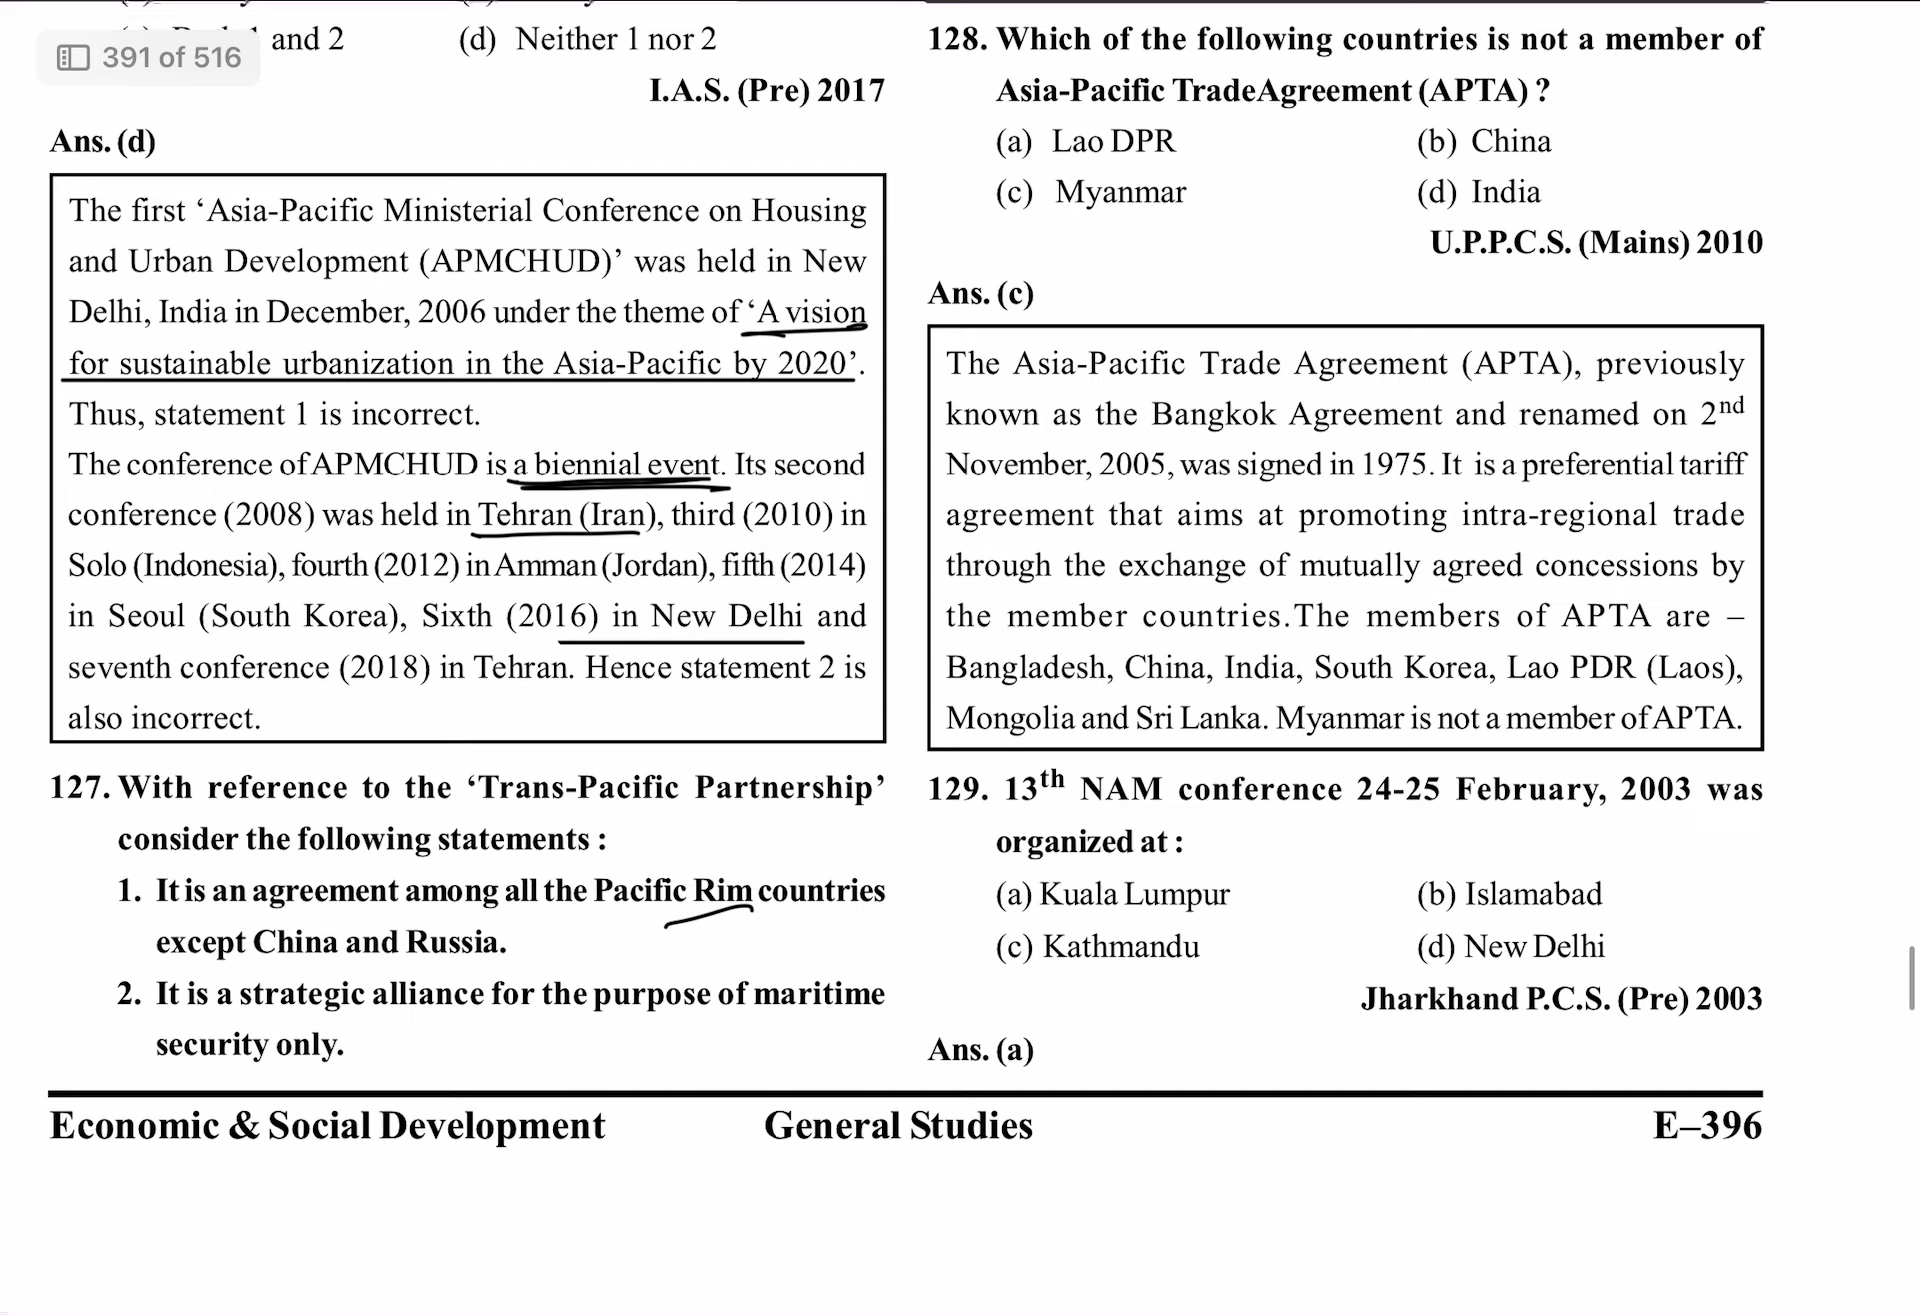 391 of 516
and 2 (d) Neither 1 nor 2
I.A.S. (Pre) 2017
Ans. (d)
The first ‘Asia-Pacific Ministerial Conference on Housing
and Urban Development (APMCHUD)’ was held in New
Delhi, India in December, 2006 under the theme of ‘A vision
for sustainable urbanization in the Asia-Pacific by 2020’.
Thus, statement 1 is incorrect.
The conference of APMCHUD is a biennial event. Its second
conference (2008) was held in Tehran (Iran), third (2010) in
Solo (Indonesia), fourth (2012) in Amman (Jordan), fifth (2014)
in Seoul (South Korea), Sixth (2016) in New Delhi and
seventh conference (2018) in Tehran. Hence statement 2 is
also incorrect.
127. With reference to the ‘Trans-Pacific Partnership’
consider the following statements :
1. It is an agreement among all the Pacific Rim countries
except China and Russia.
2. It is a strategic alliance for the purpose of maritime
security only.
128. Which of the following countries is not a member of
Asia-Pacific TradeAgreement (APTA) ?
(a) Lao DPR (b) China
(c) Myanmar (d) India
U.P.P.C.S. (Mains) 2010
Ans. (c)
The Asia-Pacific Trade Agreement (APTA), previously
known as the Bangkok Agreement and renamed on 2nd
November, 2005, was signed in 1975. It is a preferential tariff
agreement that aims at promoting intra-regional trade
through the exchange of mutually agreed concessions by
the member countries.The members of APTA are –
Bangladesh, China, India, South Korea, Lao PDR (Laos),
Mongolia and Sri Lanka. Myanmar is not a member of APTA.
129. 13th NAM conference 24-25 February, 2003 was
organized at :
(a) Kuala Lumpur (b) Islamabad
(c) Kathmandu (d) New Delhi
Jharkhand P.C.S. (Pre) 2003
Ans. (a)
Economic & Social Development General Studies E–396